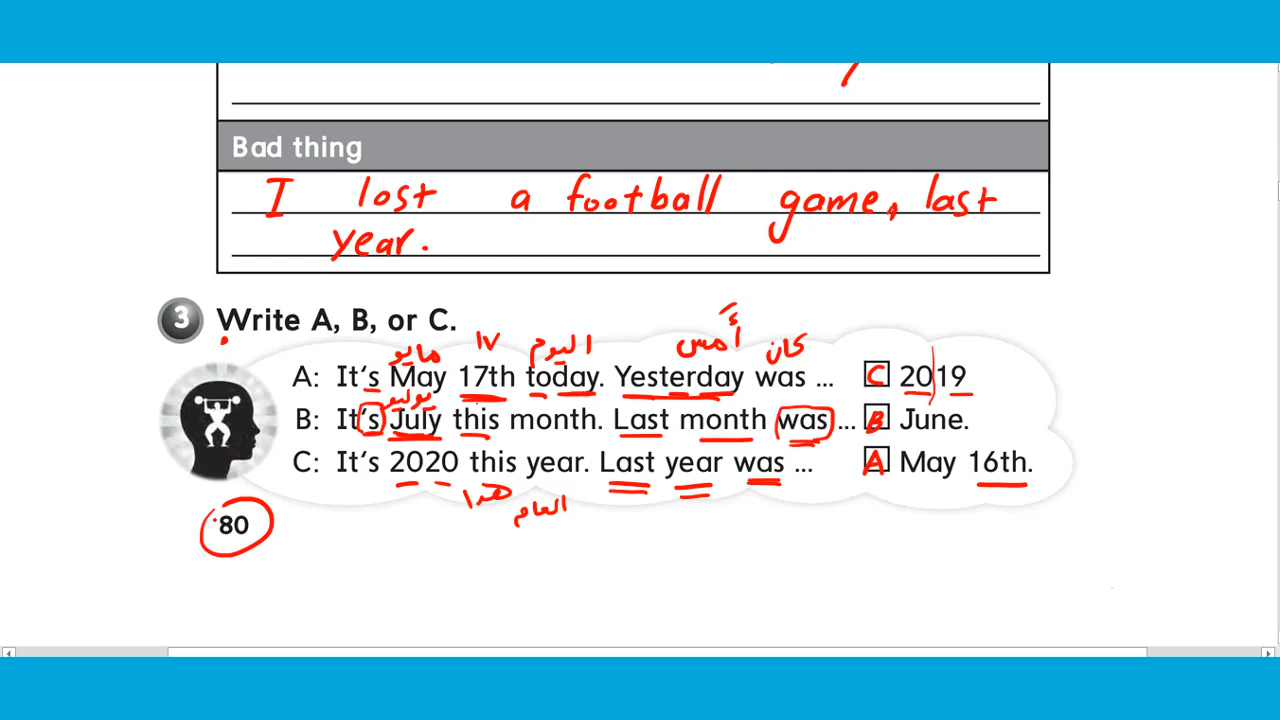 Bad thing
I lost a football game, last
year.
3 Write A, B, or C.
مايو ١٧ اليوم أمس كان
A: It's May 17th today. Yesterday was ... C 2019
يوليو
B: It's July this month. Last month was ... B June.
C: It's 2020 this year. Last year was ... A May 16th.
هذا العام
80